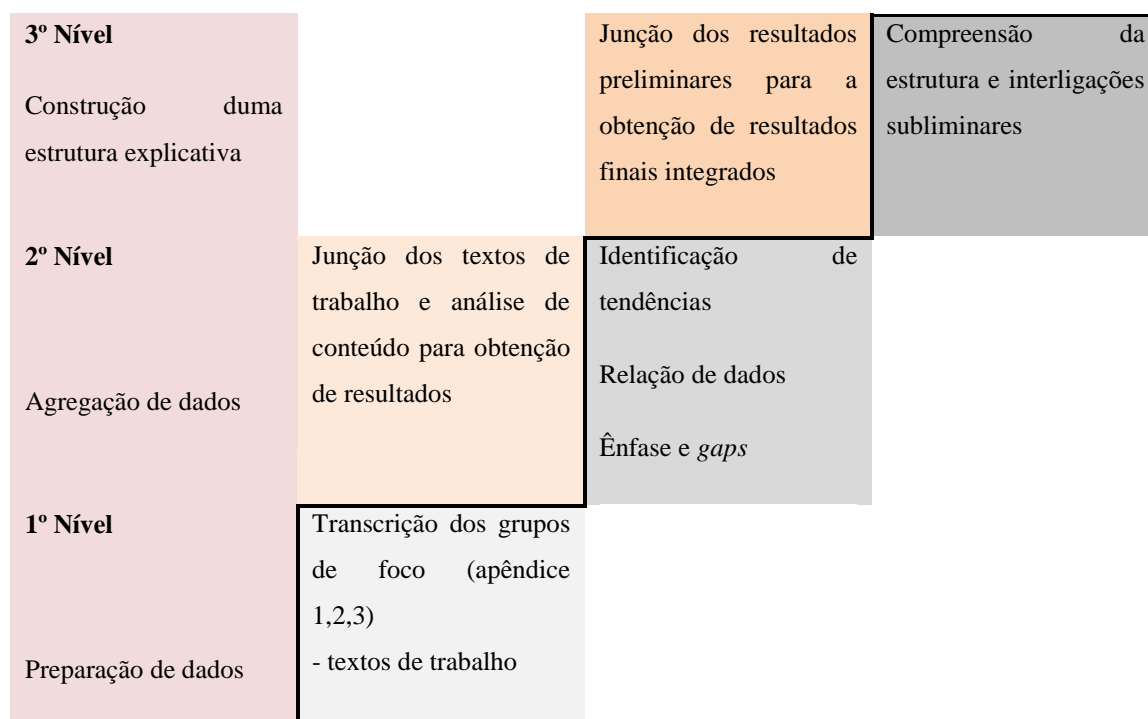 3º Nível
Construção duma
estrutura explicativa
Junção dos resultados
preliminares para a
obtenção de resultados
finais integrados
Compreensão da
estrutura e interligações
subliminares
2º Nível
Agregação de dados
Junção dos textos de
trabalho e análise de
conteúdo para obtenção
de resultados
Identificação de
tendências
Relação de dados
Ênfase e gaps
1º Nível
Preparação de dados
Transcrição dos grupos
de foco (apêndice
1,2,3)
- textos de trabalho